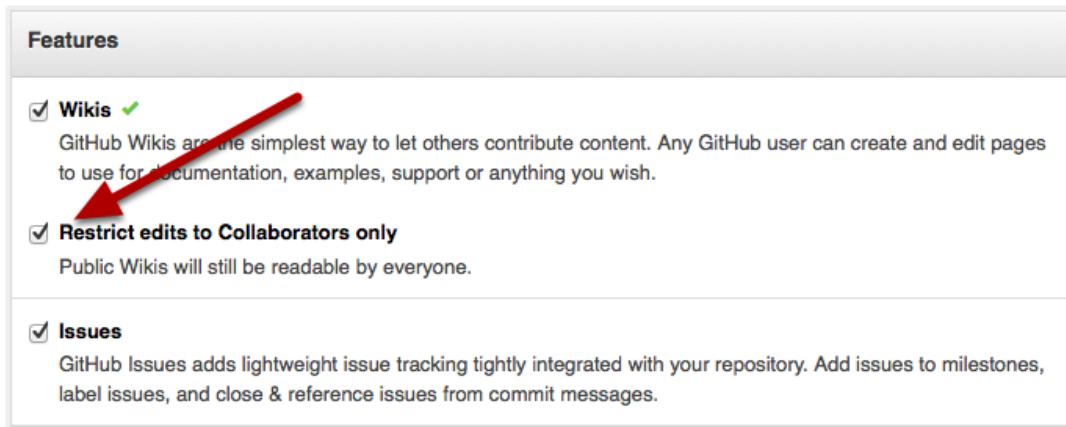 Features
Wikis
GitHub Wikis are the simplest way to let others contribute content. Any GitHub user can create and edit pages
to use for documentation, examples, support or anything you wish.
Restrict edits to Collaborators only
Public Wikis will still be readable by everyone.
Issues
GitHub Issues adds lightweight issue tracking tightly integrated with your repository. Add issues to milestones,
label issues, and close & reference issues from commit messages.